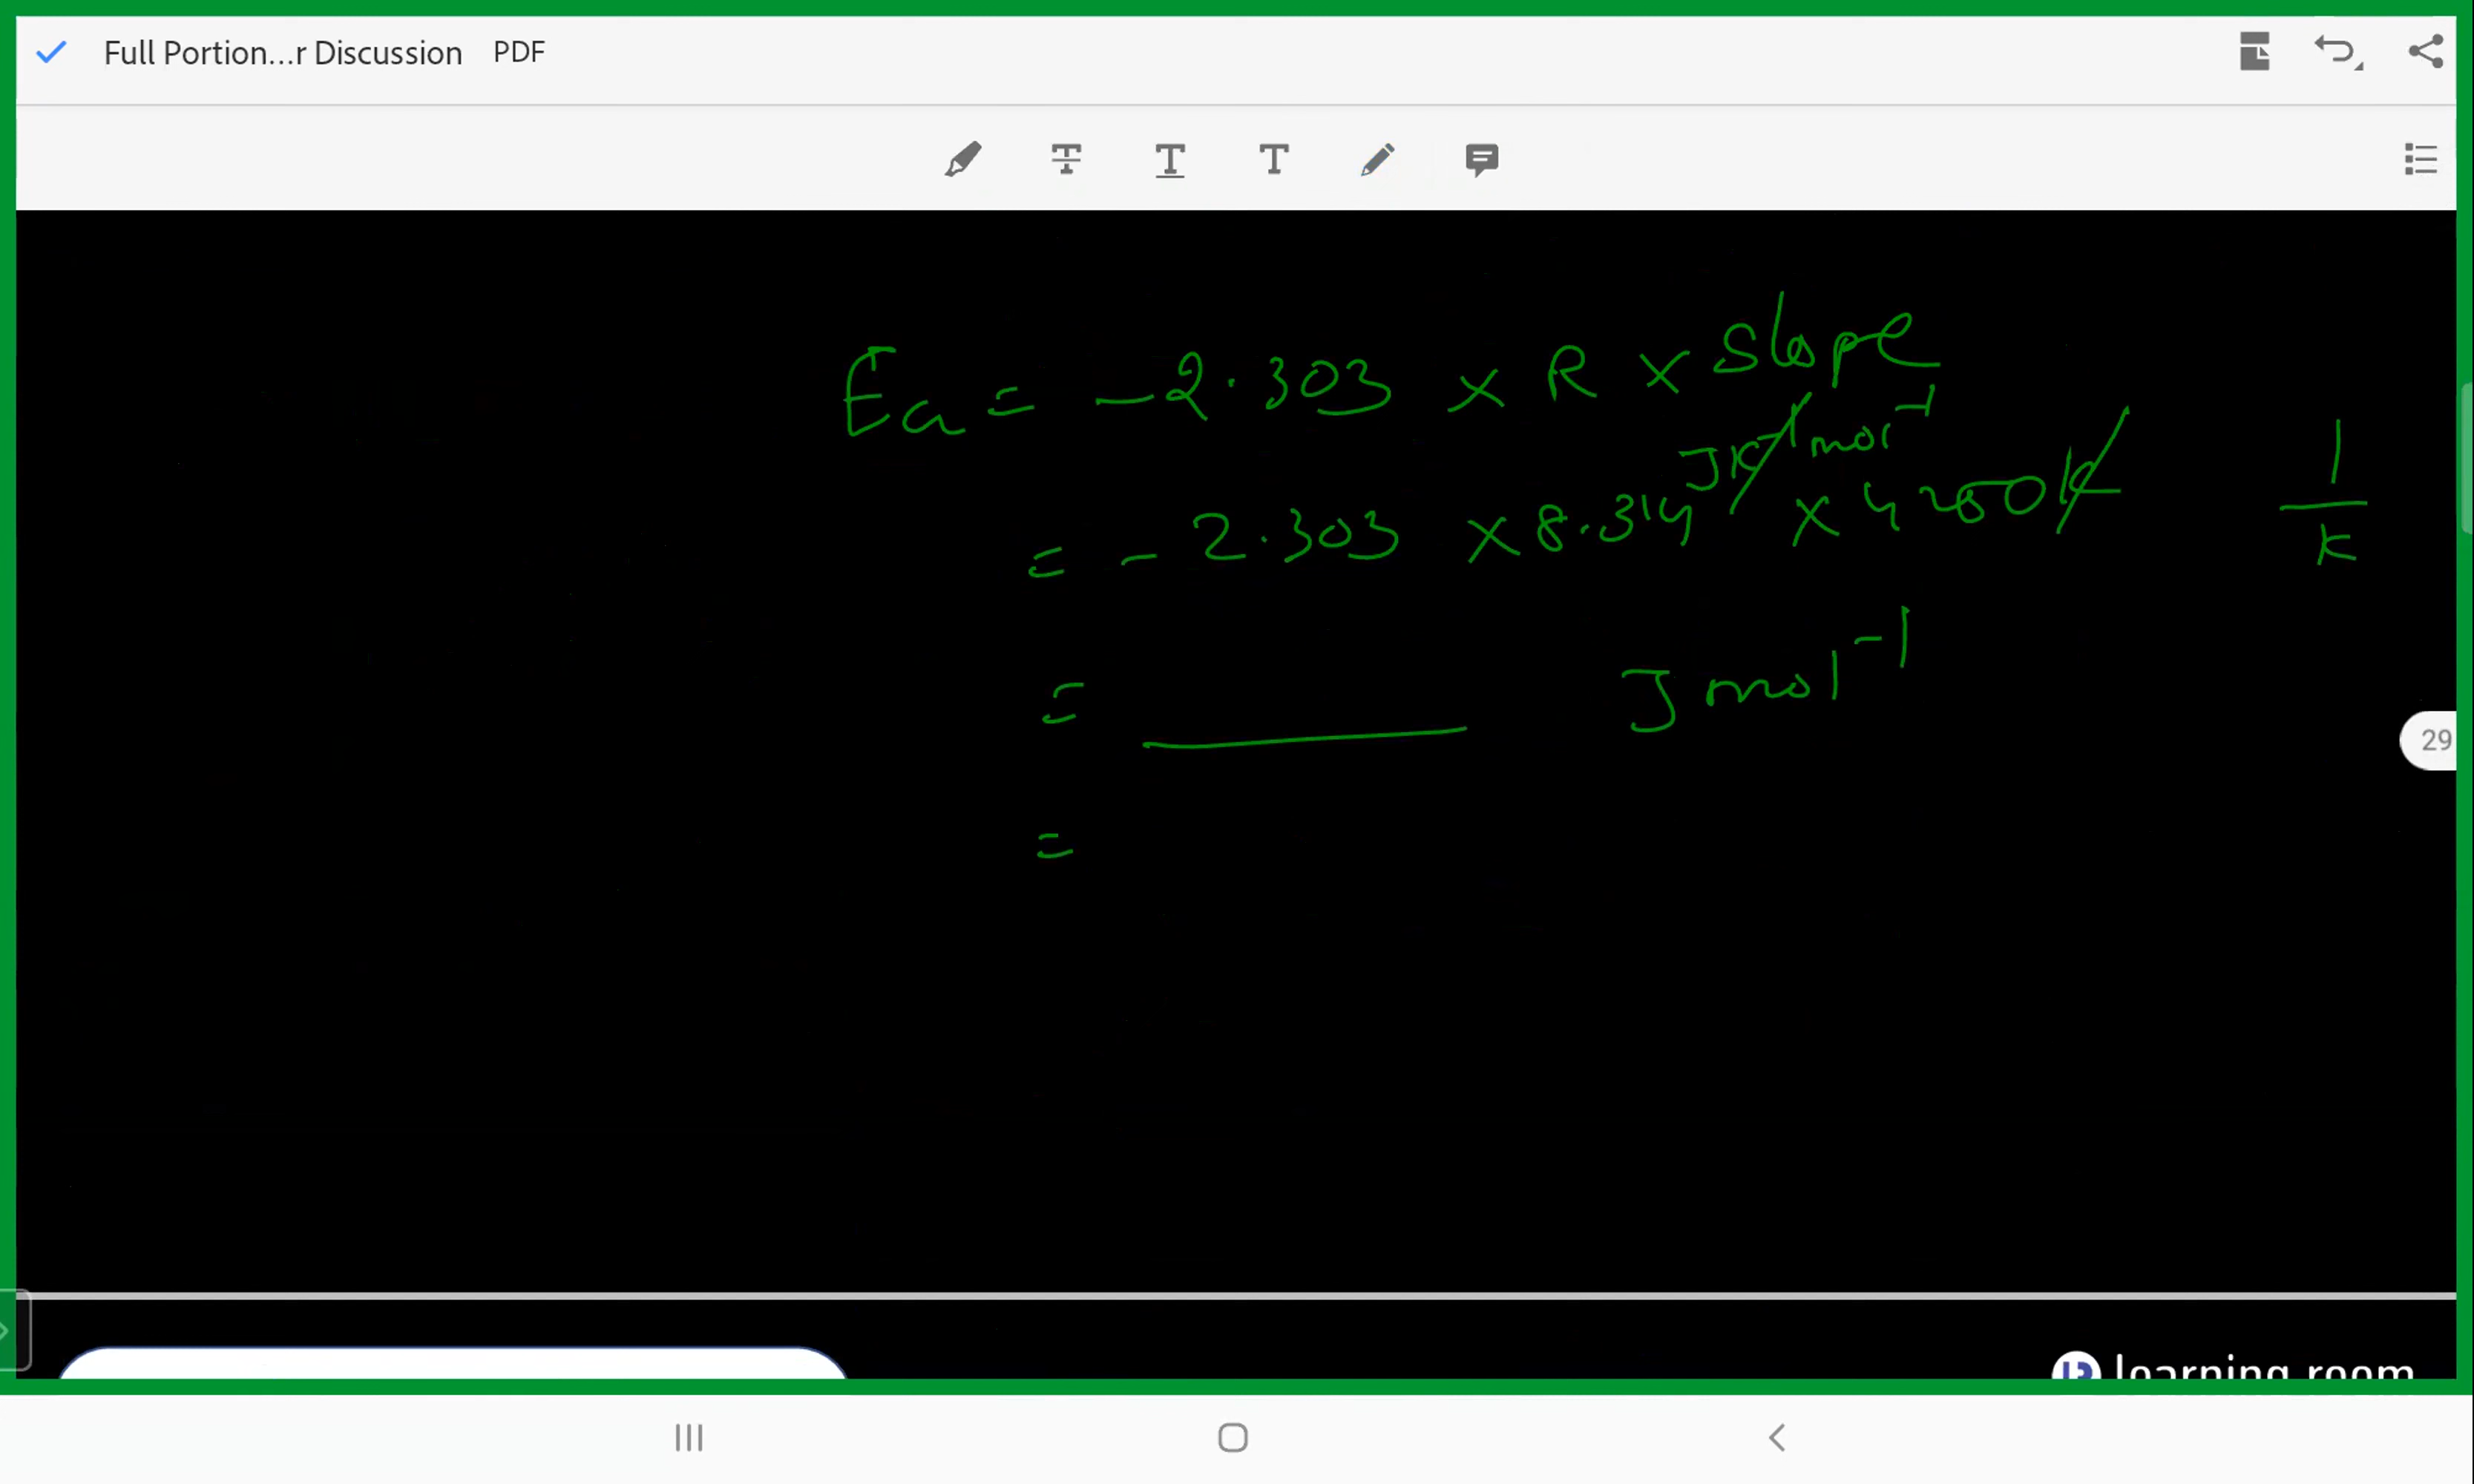 Full Portion...r Discussion PDF
Ea = -2.303 × R × Slope
= -2.303 × 8.314 JK⁻¹mol⁻¹ × 4250K
1/K
= ______ J mol⁻¹
29
=
learning room